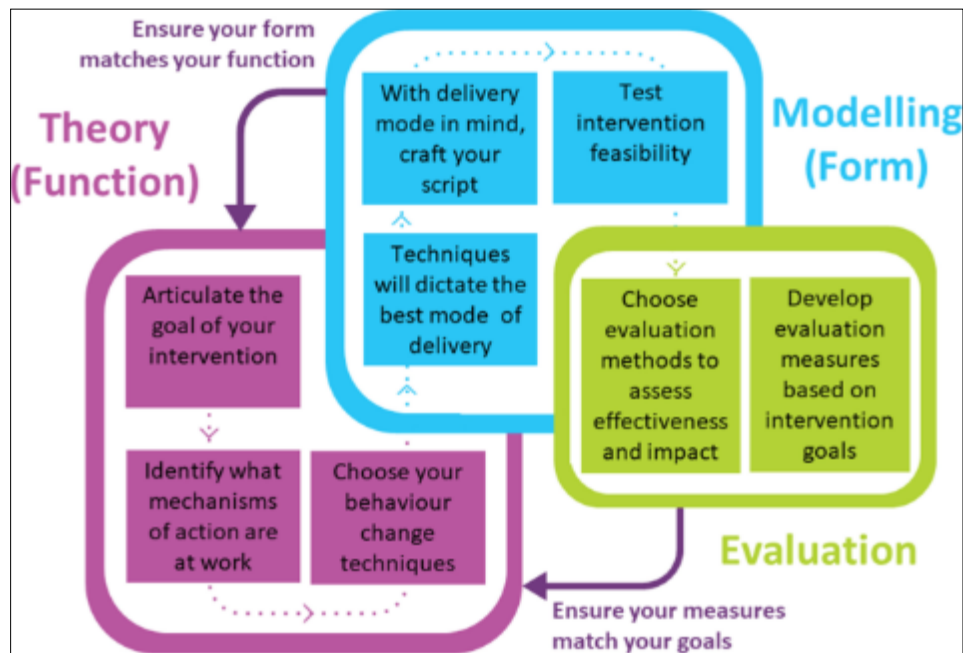 Ensure your form
matches your function
Theory
(Function)
Modelling
(Form)
With delivery
mode in mind,
craft your
script
Test
intervention
feasibility
Techniques
will dictate the
best mode of
delivery
Articulate the
goal of your
intervention
Identify what
mechanisms
of action are
at work
Choose your
behaviour
change
techniques
Choose
evaluation
methods to
assess
effectiveness
and impact
Develop
evaluation
measures
based on
intervention
goals
Evaluation
Ensure your measures
match your goals